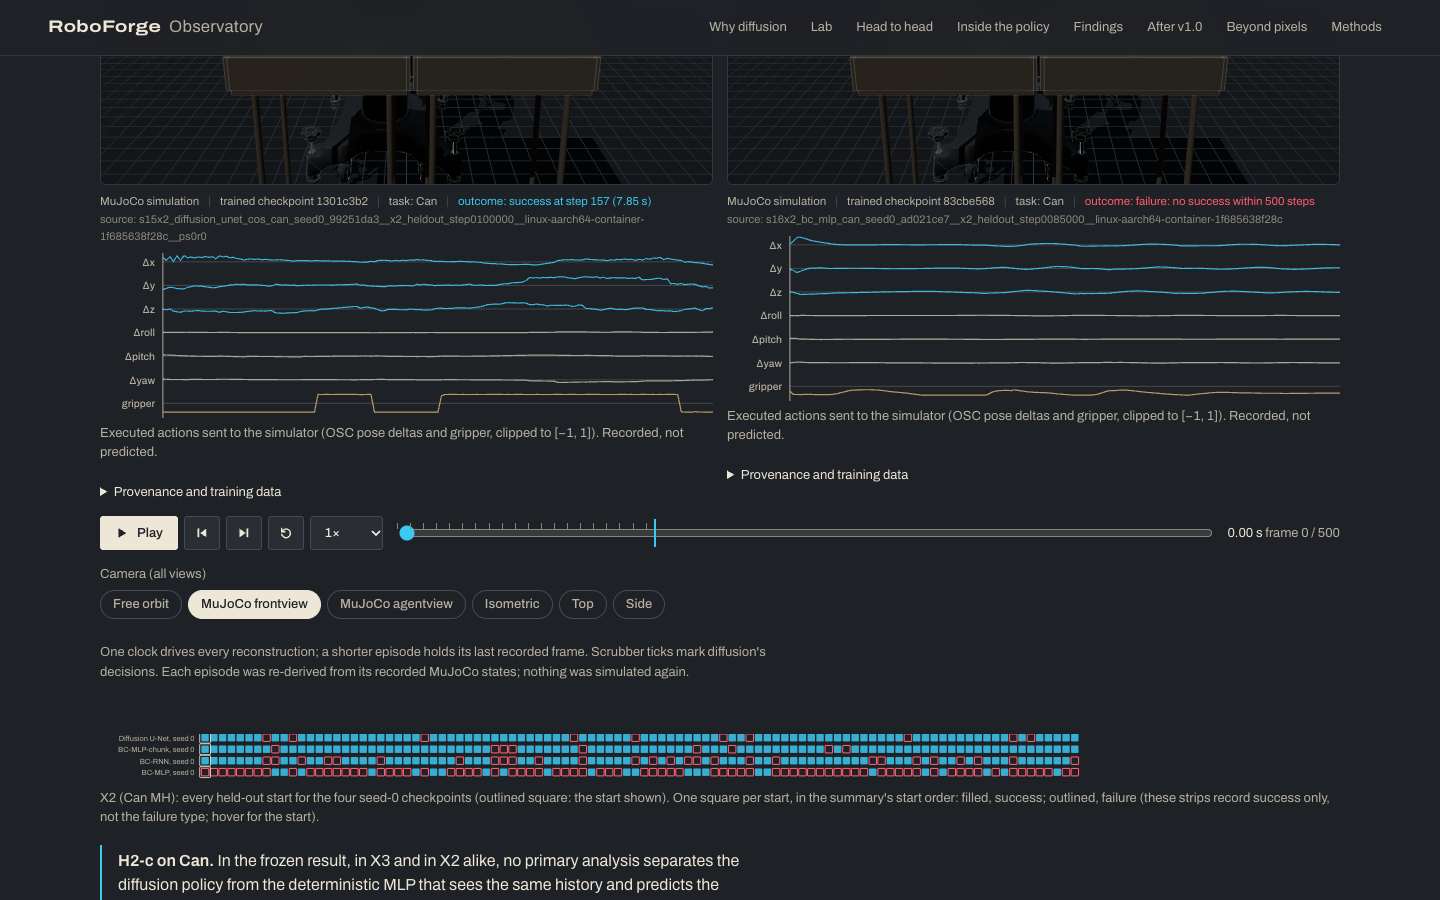 RoboForge Observatory
Why diffusion Lab Head to head Inside the policy Findings After v1.0 Beyond pixels Methods
MuJoCo simulation | trained checkpoint 1301c3b2 | task: Can | outcome: success at step 157 (7.85 s)
source: s15x2_diffusion_unet_cos_can_seed0_99251da3__x2_heldout_step0100000__linux-aarch64-container-
1f685638f28c__ps0r0
Δx
Δy
Δz
Δroll
Δpitch
Δyaw
gripper
Executed actions sent to the simulator (OSC pose deltas and gripper, clipped to [−1, 1]). Recorded, not
predicted.
▶ Provenance and training data
MuJoCo simulation | trained checkpoint 83cbe568 | task: Can | outcome: failure: no success within 500 steps
source: s16x2_bc_mlp_can_seed0_ad021ce7__x2_heldout_step0085000__linux-aarch64-container-1f685638f28c
Δx
Δy
Δz
Δroll
Δpitch
Δyaw
gripper
Executed actions sent to the simulator (OSC pose deltas and gripper, clipped to [−1, 1]). Recorded, not
predicted.
▶ Provenance and training data
Play 1× 0.00 s frame 0 / 500
Camera (all views)
Free orbit MuJoCo frontview MuJoCo agentview Isometric Top Side
One clock drives every reconstruction; a shorter episode holds its last recorded frame. Scrubber ticks mark diffusion's
decisions. Each episode was re-derived from its recorded MuJoCo states; nothing was simulated again.
Diffusion U-Net, seed 0
BC-MLP-chunk, seed 0
BC-RNN, seed 0
BC-MLP, seed 0
X2 (Can MH): every held-out start for the four seed-0 checkpoints (outlined square: the start shown). One square per start, in the summary's start order: filled, success; outlined, failure (these strips record success only,
not the failure type; hover for the start).
H2-c on Can. In the frozen result, in X3 and in X2 alike, no primary analysis separates the
diffusion policy from the deterministic MLP that sees the same history and predicts the